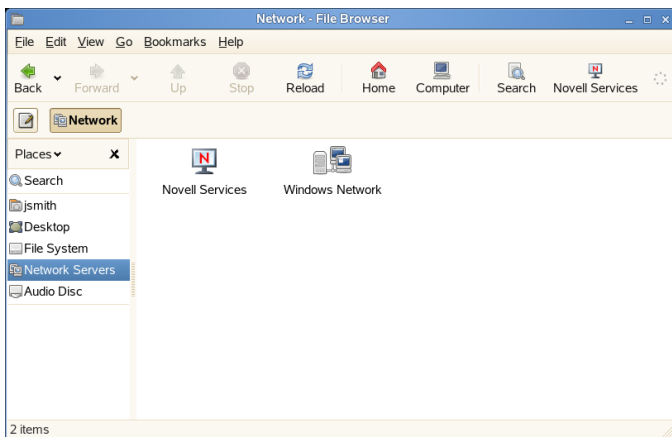 Network - File Browser
File Edit View Go Bookmarks Help
Back Forward Up Stop Reload Home Computer Search N Novell Services
Network
Places
Search
jsmith
Desktop
File System
Network Servers
Audio Disc
N
Novell Services
Windows Network
2 items